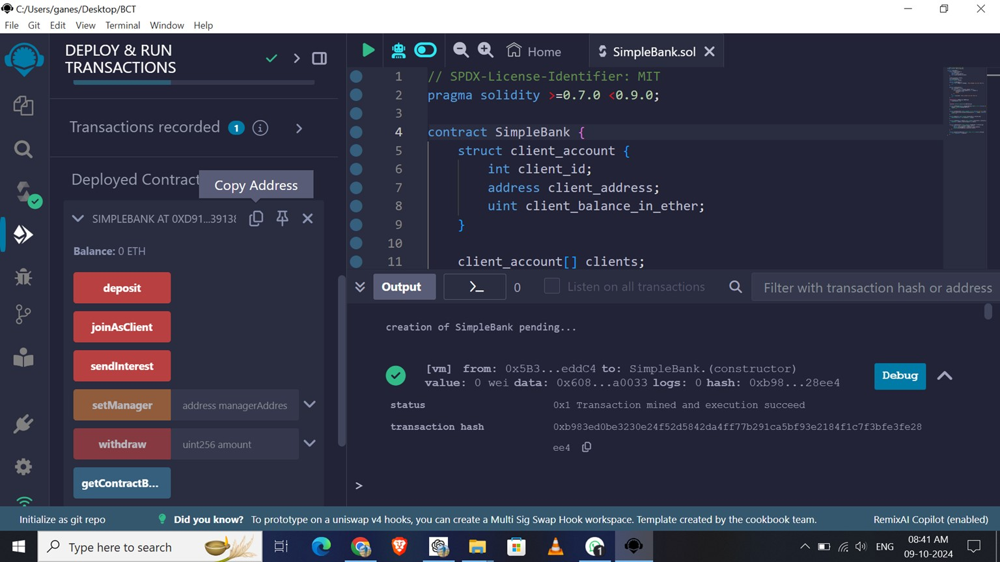 C:/Users/ganes/Desktop/BCT
File Git Edit View Terminal Window Help
DEPLOY & RUN
TRANSACTIONS
Transactions recorded 1 i
Deployed Contract
Copy Address
SIMPLEBANK AT 0XD91...39138
Balance: 0 ETH
deposit
joinAsClient
sendInterest
setManager address managerAddres
withdraw uint256 amount
getContractB...
Home
SimpleBank.sol
1 // SPDX-License-Identifier: MIT
2 pragma solidity >=0.7.0 <0.9.0;
3
4 contract SimpleBank {
5 struct client_account {
6 int client_id;
7 address client_address;
8 uint client_balance_in_ether;
9 }
10
11 client_account[] clients;
Output >_ 0 Listen on all transactions Filter with transaction hash or address
creation of SimpleBank pending...
[vm] from: 0x5B3...eddC4 to: SimpleBank.(constructor)
value: 0 wei data: 0x608...a0033 logs: 0 hash: 0xb98...28ee4
Debug
status 0x1 Transaction mined and execution succeed
transaction hash 0xb983ed0be3230e24f52d5842da4ff77b291ca5bf93e2184f1c7f3bfe3fe28
ee4
>
Initialize as git repo Did you know? To prototype on a uniswap v4 hooks, you can create a Multi Sig Swap Hook workspace. Template created by the cookbook team. RemixAI Copilot (enabled)
Type here to search
1
ENG
08:41 AM
09-10-2024